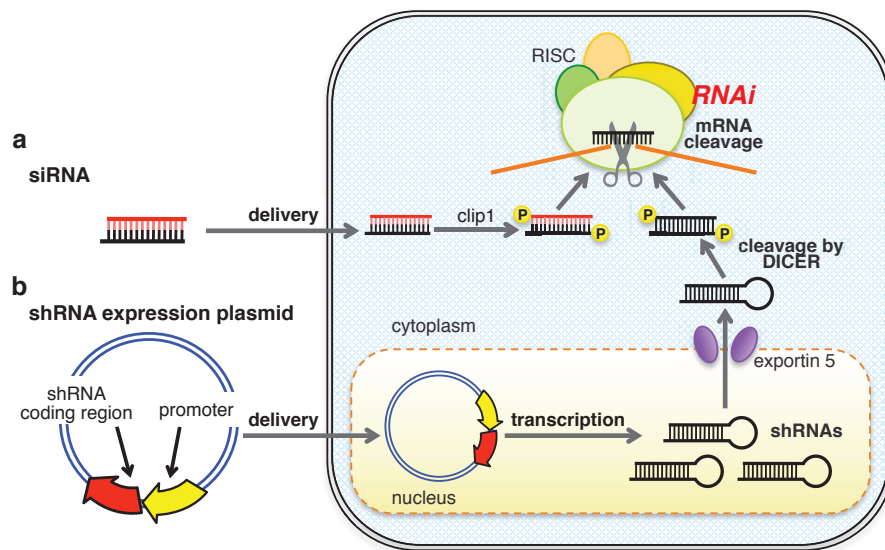 RISC
RNAi
mRNA
cleavage
a
siRNA
delivery
clip1
P
P
P
P
cleavage by
DICER
b
shRNA expression plasmid
cytoplasm
exportin 5
shRNA
coding region
promoter
delivery
transcription
shRNAs
nucleus